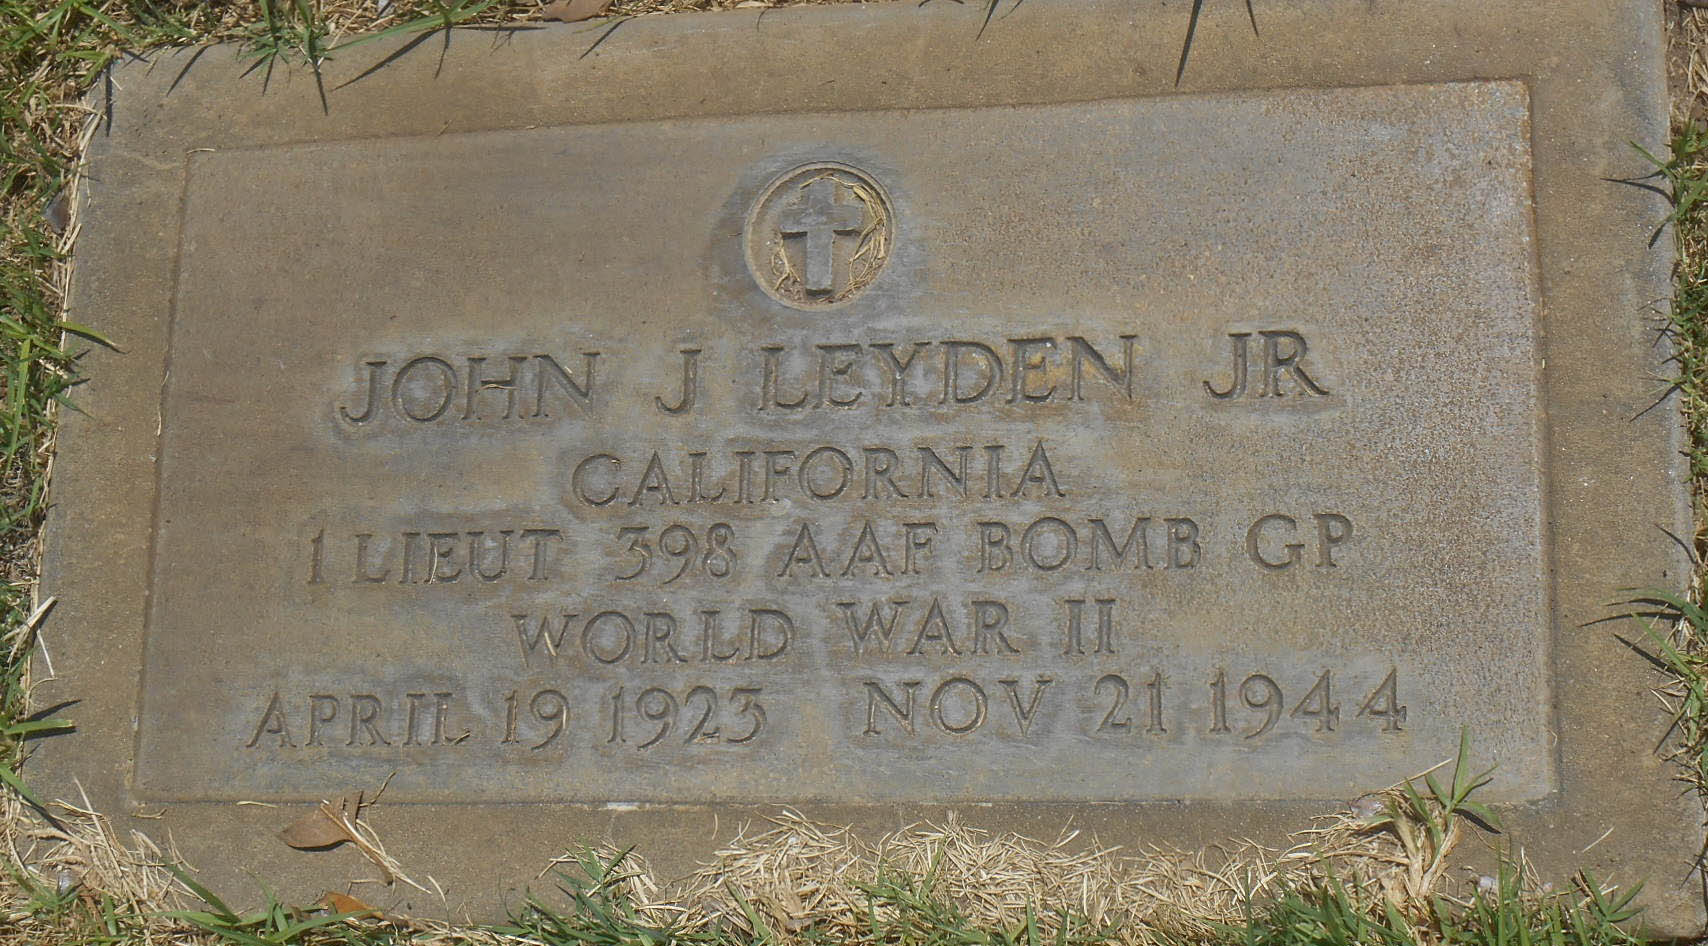 JOHN J LEYDEN JR
CALIFORNIA
1 LIEUT 398 AAF BOMB GP
WORLD WAR II
APRIL 19 1923 NOV 21 1944